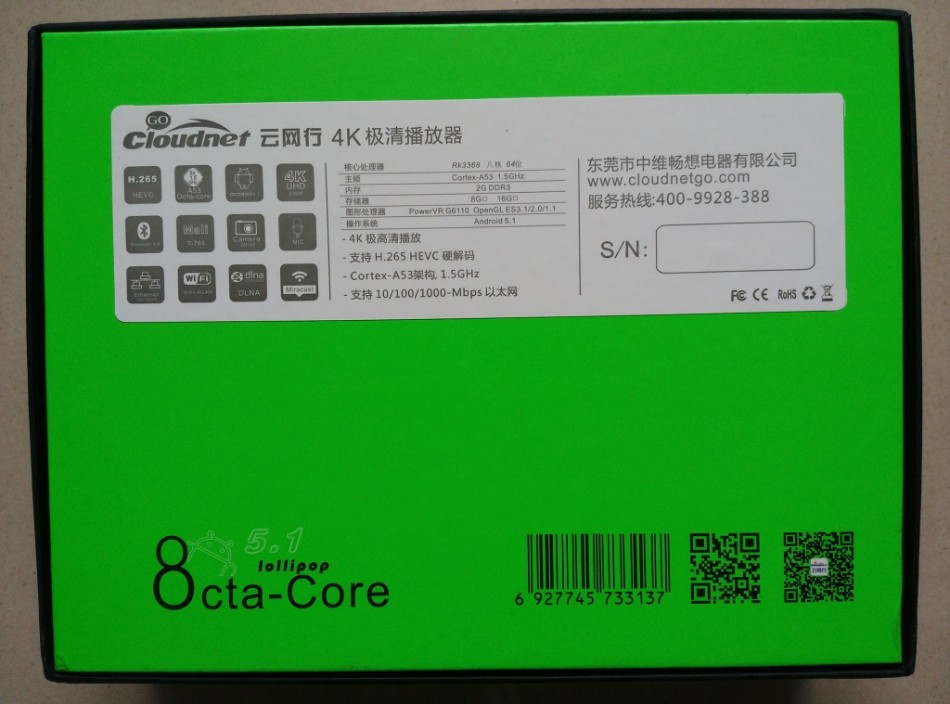 GO
Cloudnet 云网行 4K 极清播放器
H.265
HEVC
A53
Octa-core
4K
UHD
Mali
T-764
Camera
MIC
Ethernet
WiFi
dlna
DLNA
Miracast
核心处理器 Rk3368 八核 64位
主频 Cortex-A53 1.5GHz
内存 2G DDR3
存储器 8G□ 16G□
图形处理器 PowerVR G6110 OpenGL ES3.1/2.0/1.1
操作系统 Android 5.1
- 4K 极高清播放
- 支持 H.265 HEVC 硬解码
- Cortex-A53架构, 1.5GHz
- 支持 10/100/1000-Mbps 以太网
东莞市中维畅想电器有限公司
www.cloudnetgo.com
服务热线:400-9928-388
S/N:
FC CE RoHS
5.1
lollipop
8cta-Core
6 927745 733137
云网行